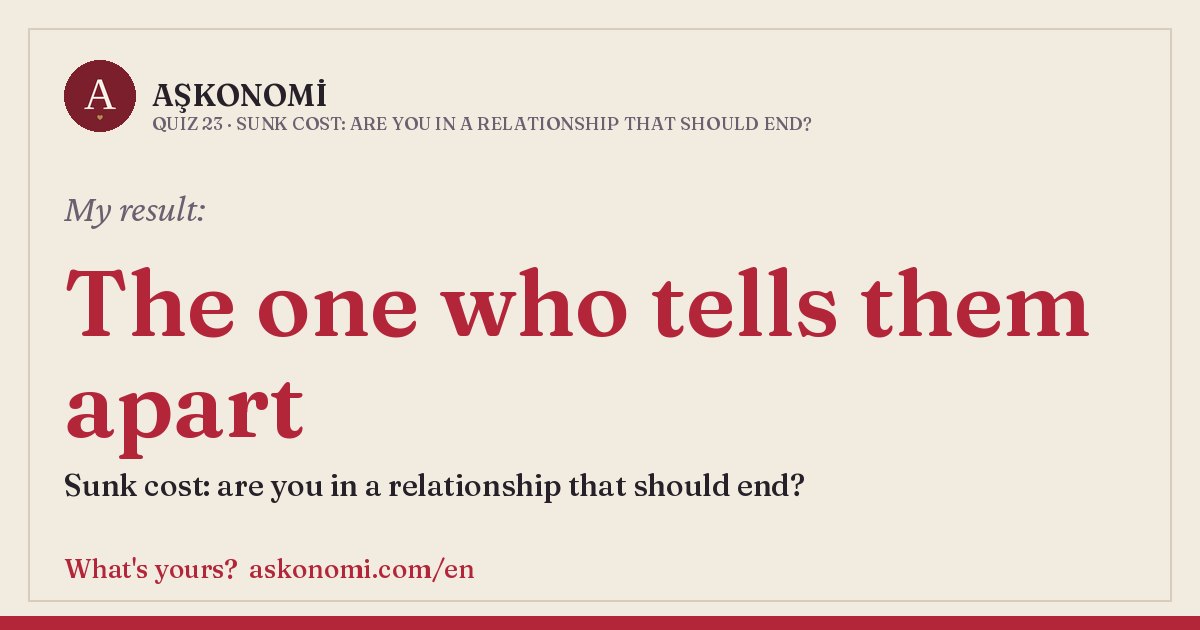 A
AŞKONOMİ
QUIZ 23 · SUNK COST: ARE YOU IN A RELATIONSHIP THAT SHOULD END?
My result:
The one who tells them
apart
Sunk cost: are you in a relationship that should end?
What's yours? askonomi.com/en